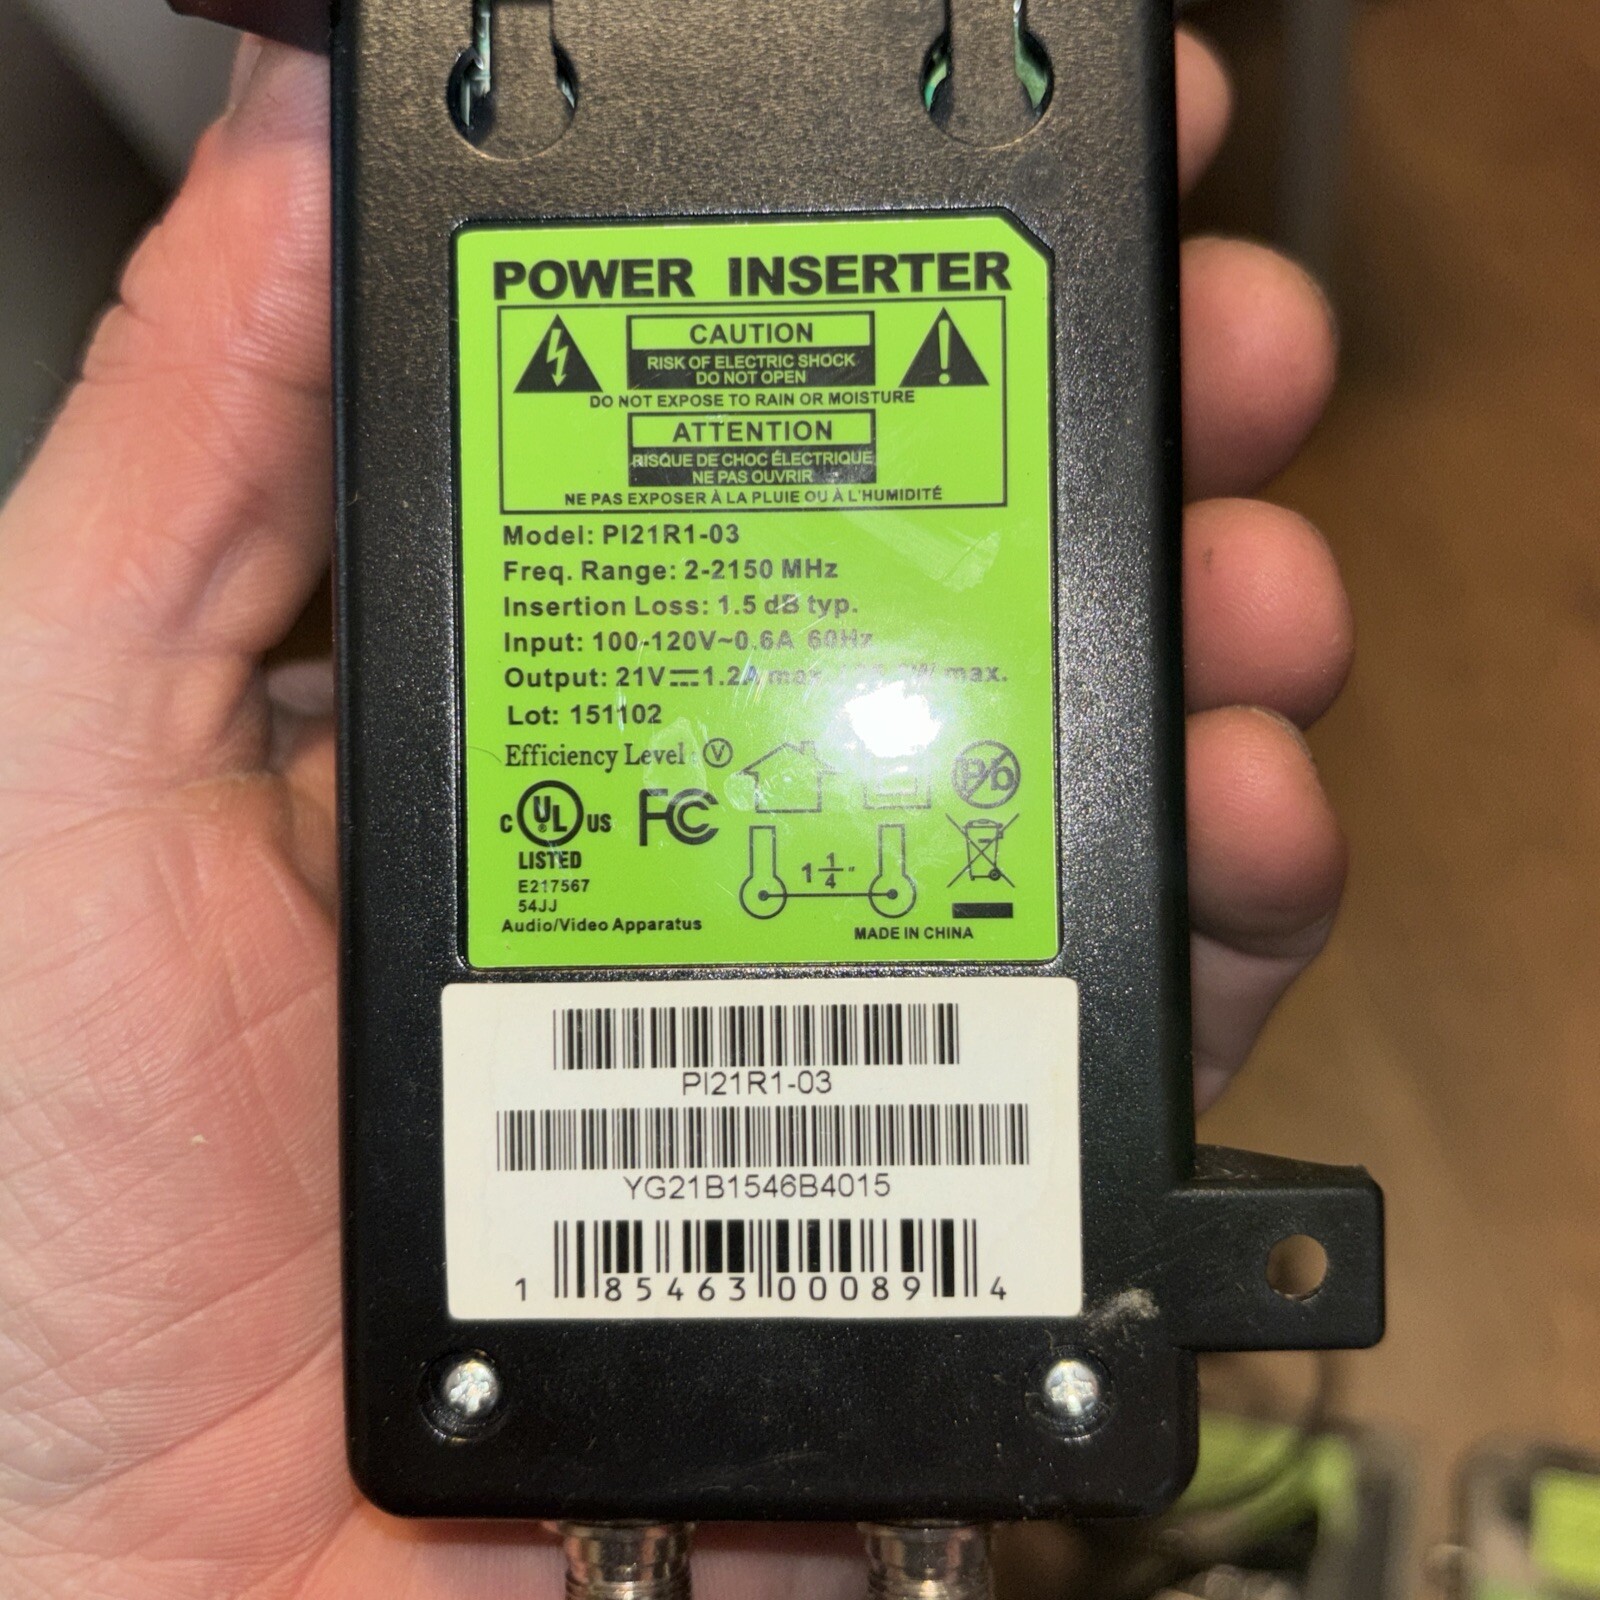 POWER INSERTER
CAUTION
RISK OF ELECTRIC SHOCK
DO NOT OPEN
DO NOT EXPOSE TO RAIN OR MOISTURE
ATTENTION
RISQUE DE CHOC ÉLECTRIQUE
NE PAS OUVRIR
NE PAS EXPOSER À LA PLUIE OU À L'HUMIDITÉ
Model: PI21R1-03
Freq. Range: 2-2150 MHz
Insertion Loss: 1.5 dB typ.
Input: 100-120V~0.6A 60Hz
Output: 21V⎓1.2A max. max.
Lot: 151102
Efficiency Level: V
Pb
C UL® US
LISTED
E217567
54JJ
Audio/Video Apparatus
FC
1 1/4"
MADE IN CHINA
PI21R1-03
YG21B1546B4015
1 85463 00089 4